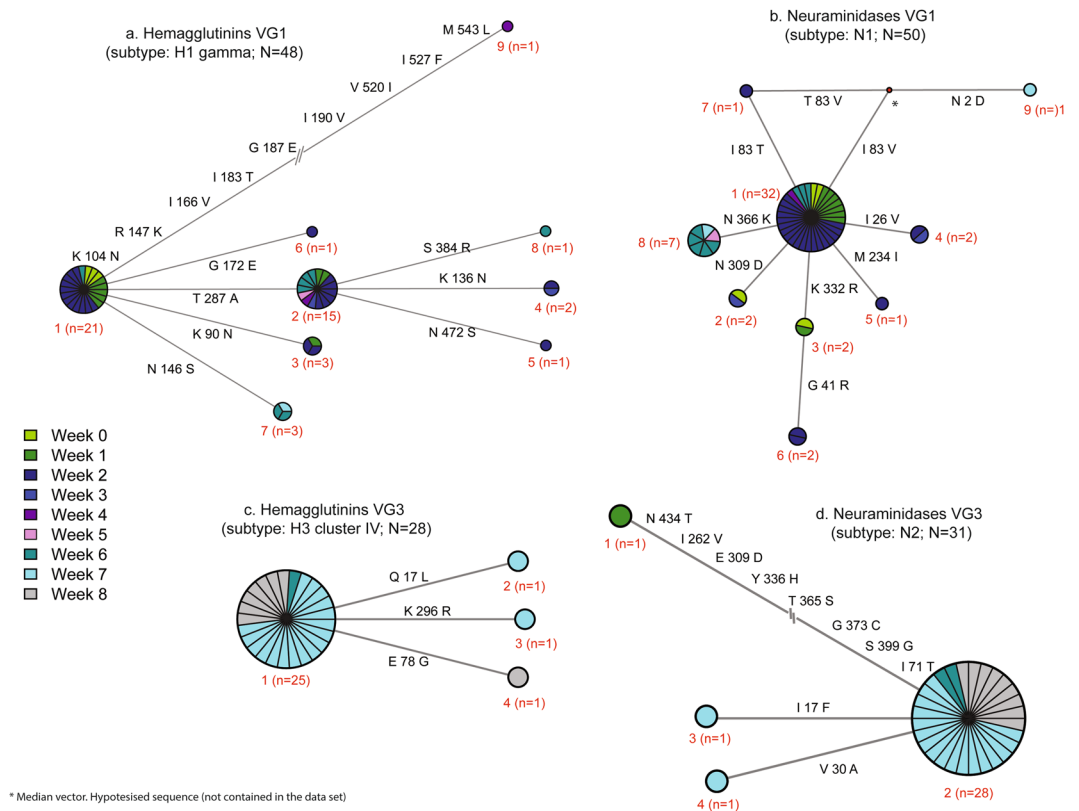 a. Hemagglutinins VG1
(subtype: H1 gamma; N=48)
M 543 L
9 (n=1)
I 527 F
V 520 I
I 190 V
G 187 E
I 183 T
I 166 V
R 147 K
K 104 N
6 (n=1)
G 172 E
8 (n=1)
S 384 R
T 287 A
K 136 N
1 (n=21)
2 (n=15)
4 (n=2)
K 90 N
N 472 S
3 (n=3)
5 (n=1)
N 146 S
7 (n=3)
b. Neuraminidases VG1
(subtype: N1; N=50)
7 (n=1)
T 83 V
*
N 2 D
9 (n=)1
I 83 T
I 83 V
1 (n=32)
N 366 K
I 26 V
8 (n=7)
4 (n=2)
N 309 D
M 234 I
K 332 R
2 (n=2)
5 (n=1)
3 (n=2)
G 41 R
6 (n=2)
Week 0
Week 1
Week 2
Week 3
Week 4
Week 5
Week 6
Week 7
Week 8
c. Hemagglutinins VG3
(subtype: H3 cluster IV; N=28)
Q 17 L
2 (n=1)
K 296 R
3 (n=1)
E 78 G
1 (n=25)
4 (n=1)
d. Neuraminidases VG3
(subtype: N2; N=31)
N 434 T
1 (n=1)
I 262 V
E 309 D
Y 336 H
T 365 S
G 373 C
S 399 G
I 71 T
I 17 F
3 (n=1)
V 30 A
4 (n=1)
2 (n=28)
* Median vector. Hypotesised sequence (not contained in the data set)